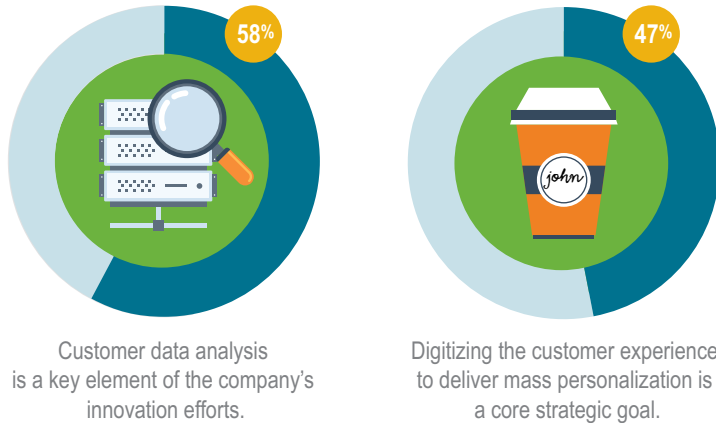 58%
47%
john
Customer data analysis
is a key element of the company's
innovation efforts.
Digitizing the customer experience
to deliver mass personalization is
a core strategic goal.